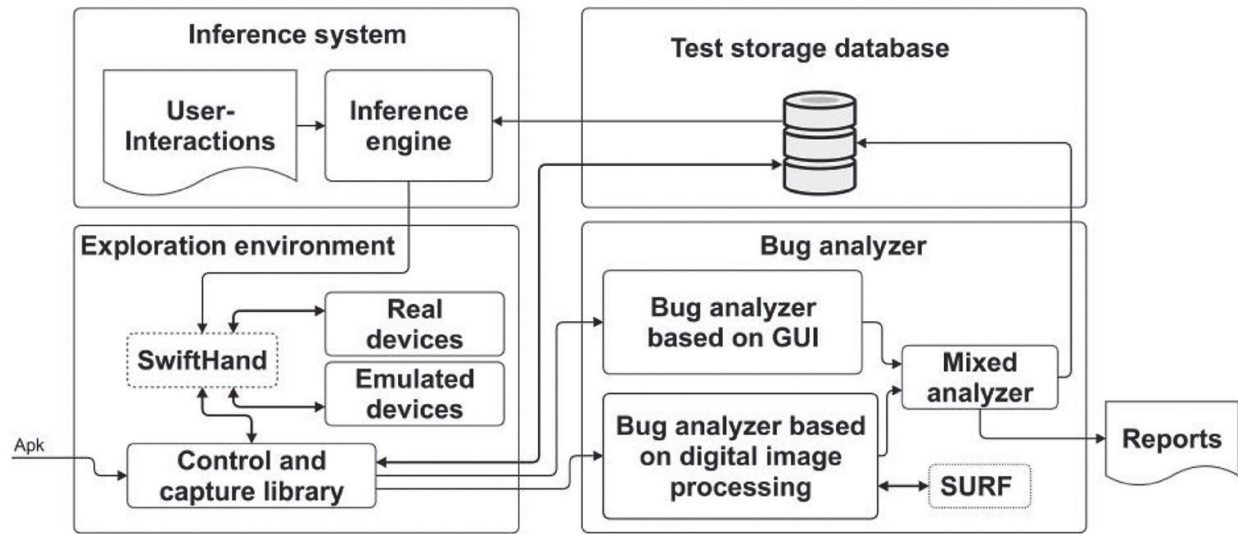 Inference system
User-
Interactions
Inference
engine
Test storage database
Exploration environment
Real
devices
SwiftHand
Emulated
devices
Apk
Control and
capture library
Bug analyzer
Bug analyzer
based on GUI
Mixed
analyzer
Bug analyzer based
on digital image
processing
SURF
Reports